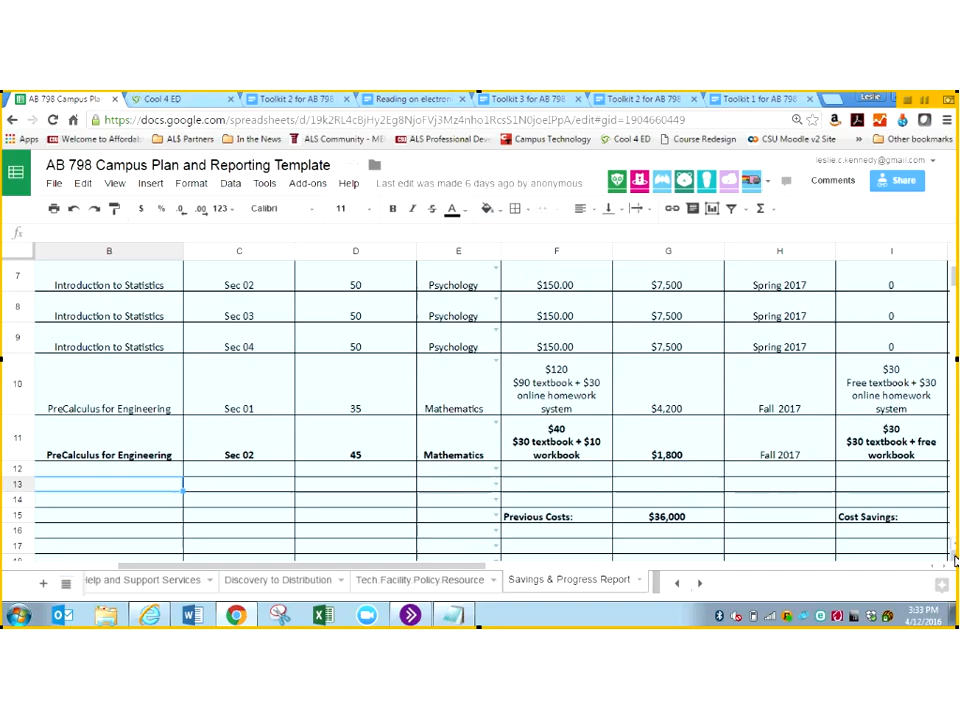 AB 798 Campus Pla
Cool 4 ED
Toolkit 2 for AB 798
Reading on electron
Toolkit 3 for AB 798
Toolkit 2 for AB 798
Toolkit 1 for AB 798
Leslie
https://docs.google.com/spreadsheets/d/19k2RL4cBjHy2Eg8NjoFVj3Mz4nho1RcsS1N0JoeIPpA/edit#gid=1904660449
Apps
Welcome to Affordab
ALS Partners
In the News
ALS Community - ME
ALS Professional Dev
Campus Technology
Cool 4 ED
Course Redesign
CSU Moodle v2 Site
»
Other bookmarks
AB 798 Campus Plan and Reporting Template
leslie.c.kennedy@gmail.com
File Edit View Insert Format Data Tools Add-ons Help
Last edit was made 6 days ago by anonymous
Comments
Share
$ % .0 .00 123 Calibri 11 B I S A Σ
fx
B C D E F G H I
7 Introduction to Statistics Sec 02 50 Psychology $150.00 $7,500 Spring 2017 0
8 Introduction to Statistics Sec 03 50 Psychology $150.00 $7,500 Spring 2017 0
9 Introduction to Statistics Sec 04 50 Psychology $150.00 $7,500 Spring 2017 0
$120 $30
$90 textbook + $30 Free textbook + $30
online homework online homework
10 PreCalculus for Engineering Sec 01 35 Mathematics system $4,200 Fall 2017 system
$40 $30
$30 textbook + $10 $30 textbook + free
11 PreCalculus for Engineering Sec 02 45 Mathematics workbook $1,800 Fall 2017 workbook
12
13
14
15 Previous Costs: $36,000 Cost Savings:
16
17
Help and Support Services
Discovery to Distribution
Tech.Facility.Policy.Resource
Savings & Progress Report
3:33 PM
4/12/2016